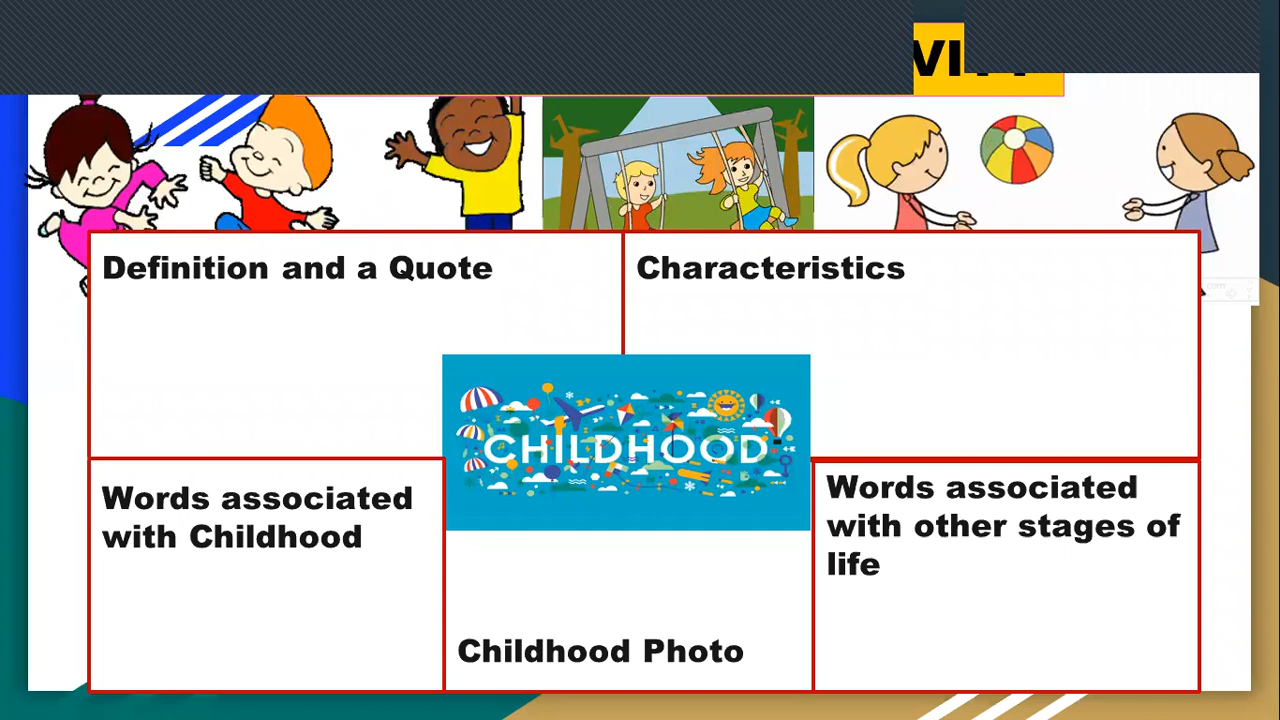 Definition and a Quote
Characteristics
CHILDHOOD
Words associated
with Childhood
Words associated
with other stages of
life
Childhood Photo